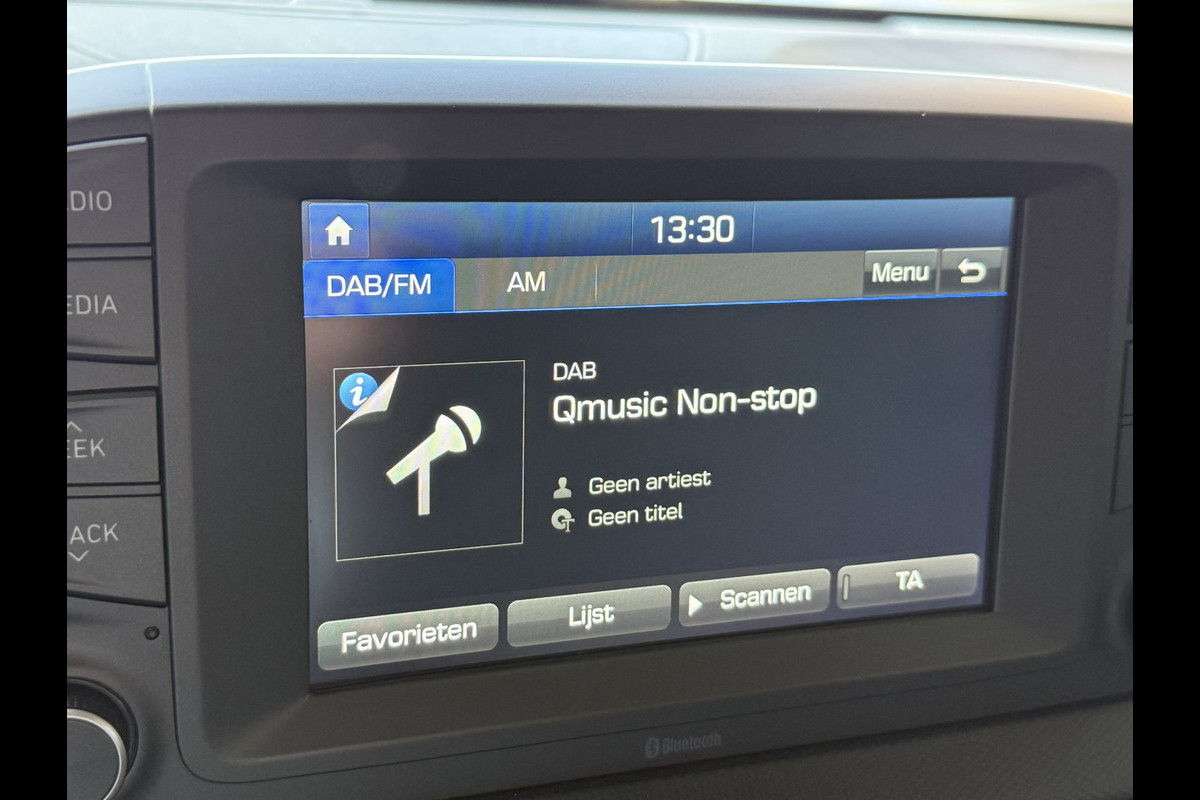 13:30
DAB/FM AM Menu
DIO
EDIA
EEK
ACK
i
DAB
Qmusic Non-stop
Geen artiest
Geen titel
Favorieten Lijst Scannen TA
Bluetooth